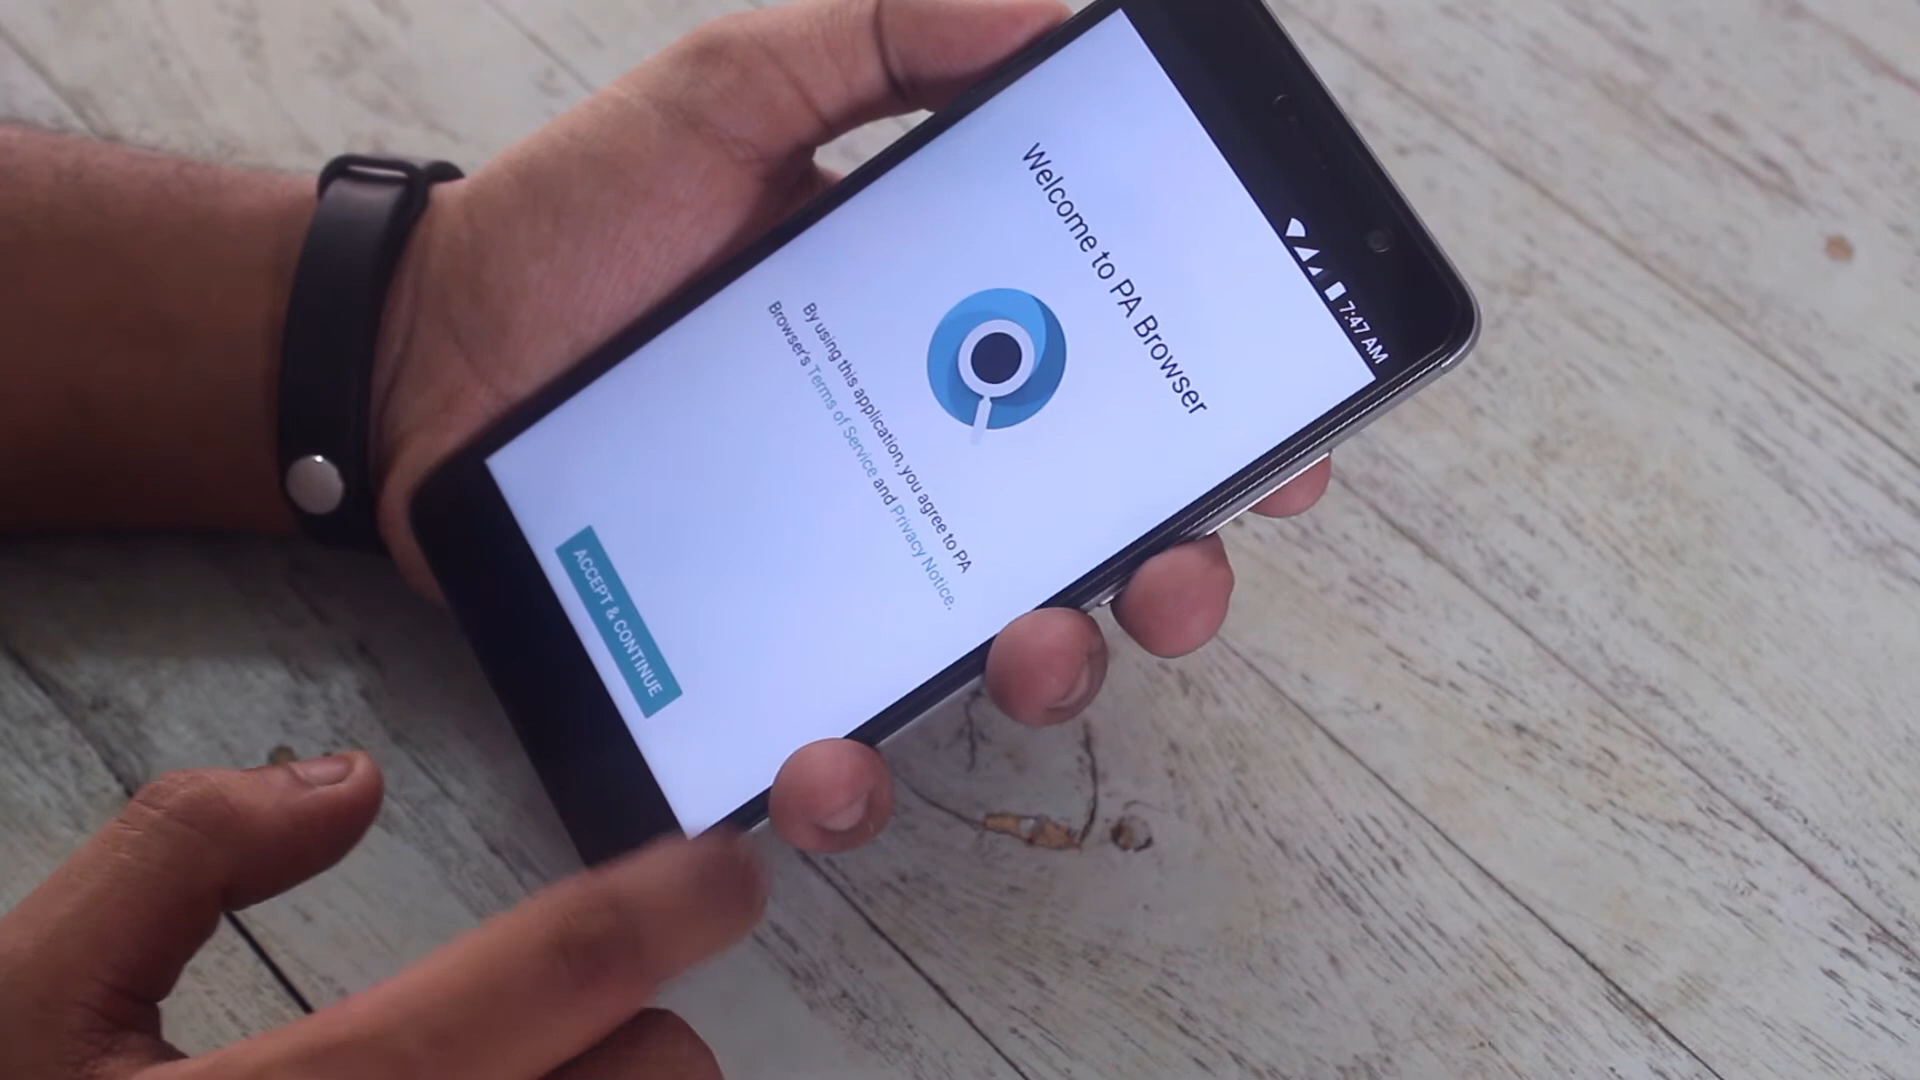 7:47 AM
Welcome to PA Browser
By using this application, you agree to PA
Browser's Terms of Service and Privacy Notice.
ACCEPT & CONTINUE